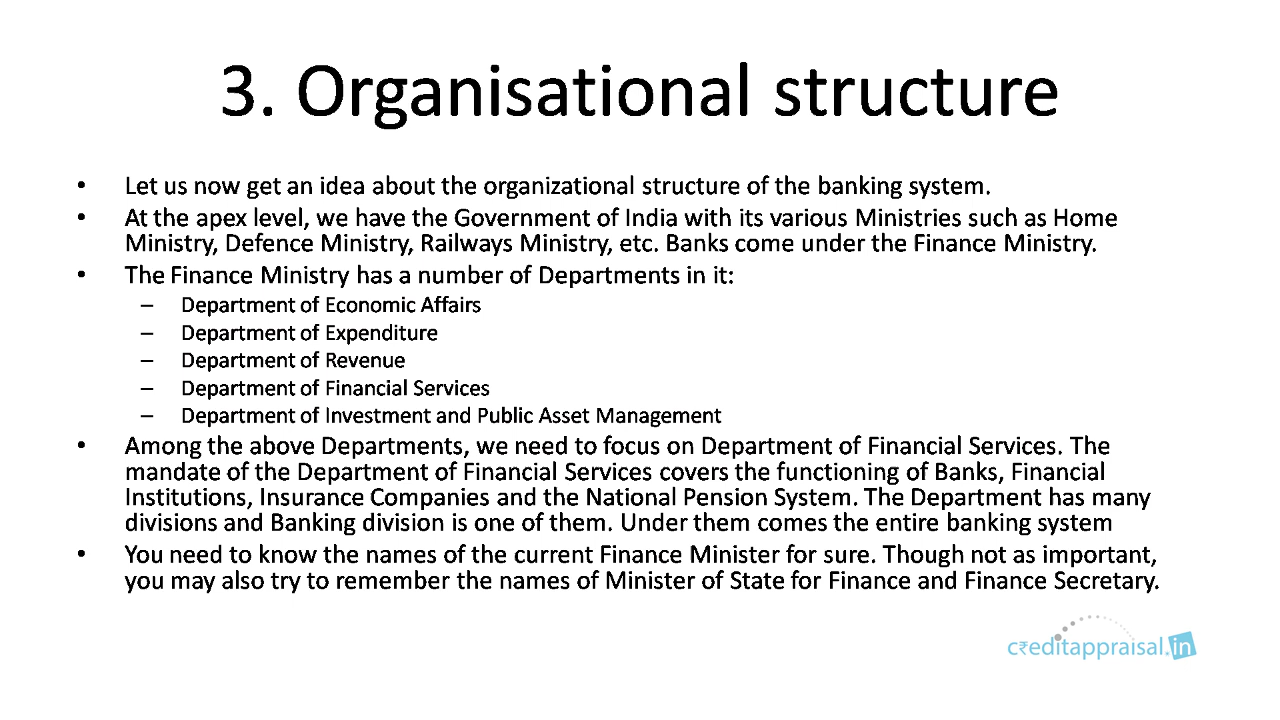 3. Organisational structure
• Let us now get an idea about the organizational structure of the banking system.
• At the apex level, we have the Government of India with its various Ministries such as Home
Ministry, Defence Ministry, Railways Ministry, etc. Banks come under the Finance Ministry.
• The Finance Ministry has a number of Departments in it:
– Department of Economic Affairs
– Department of Expenditure
– Department of Revenue
– Department of Financial Services
– Department of Investment and Public Asset Management
• Among the above Departments, we need to focus on Department of Financial Services. The
mandate of the Department of Financial Services covers the functioning of Banks, Financial
Institutions, Insurance Companies and the National Pension System. The Department has many
divisions and Banking division is one of them. Under them comes the entire banking system
• You need to know the names of the current Finance Minister for sure. Though not as important,
you may also try to remember the names of Minister of State for Finance and Finance Secretary.
c₹editappraisal.in